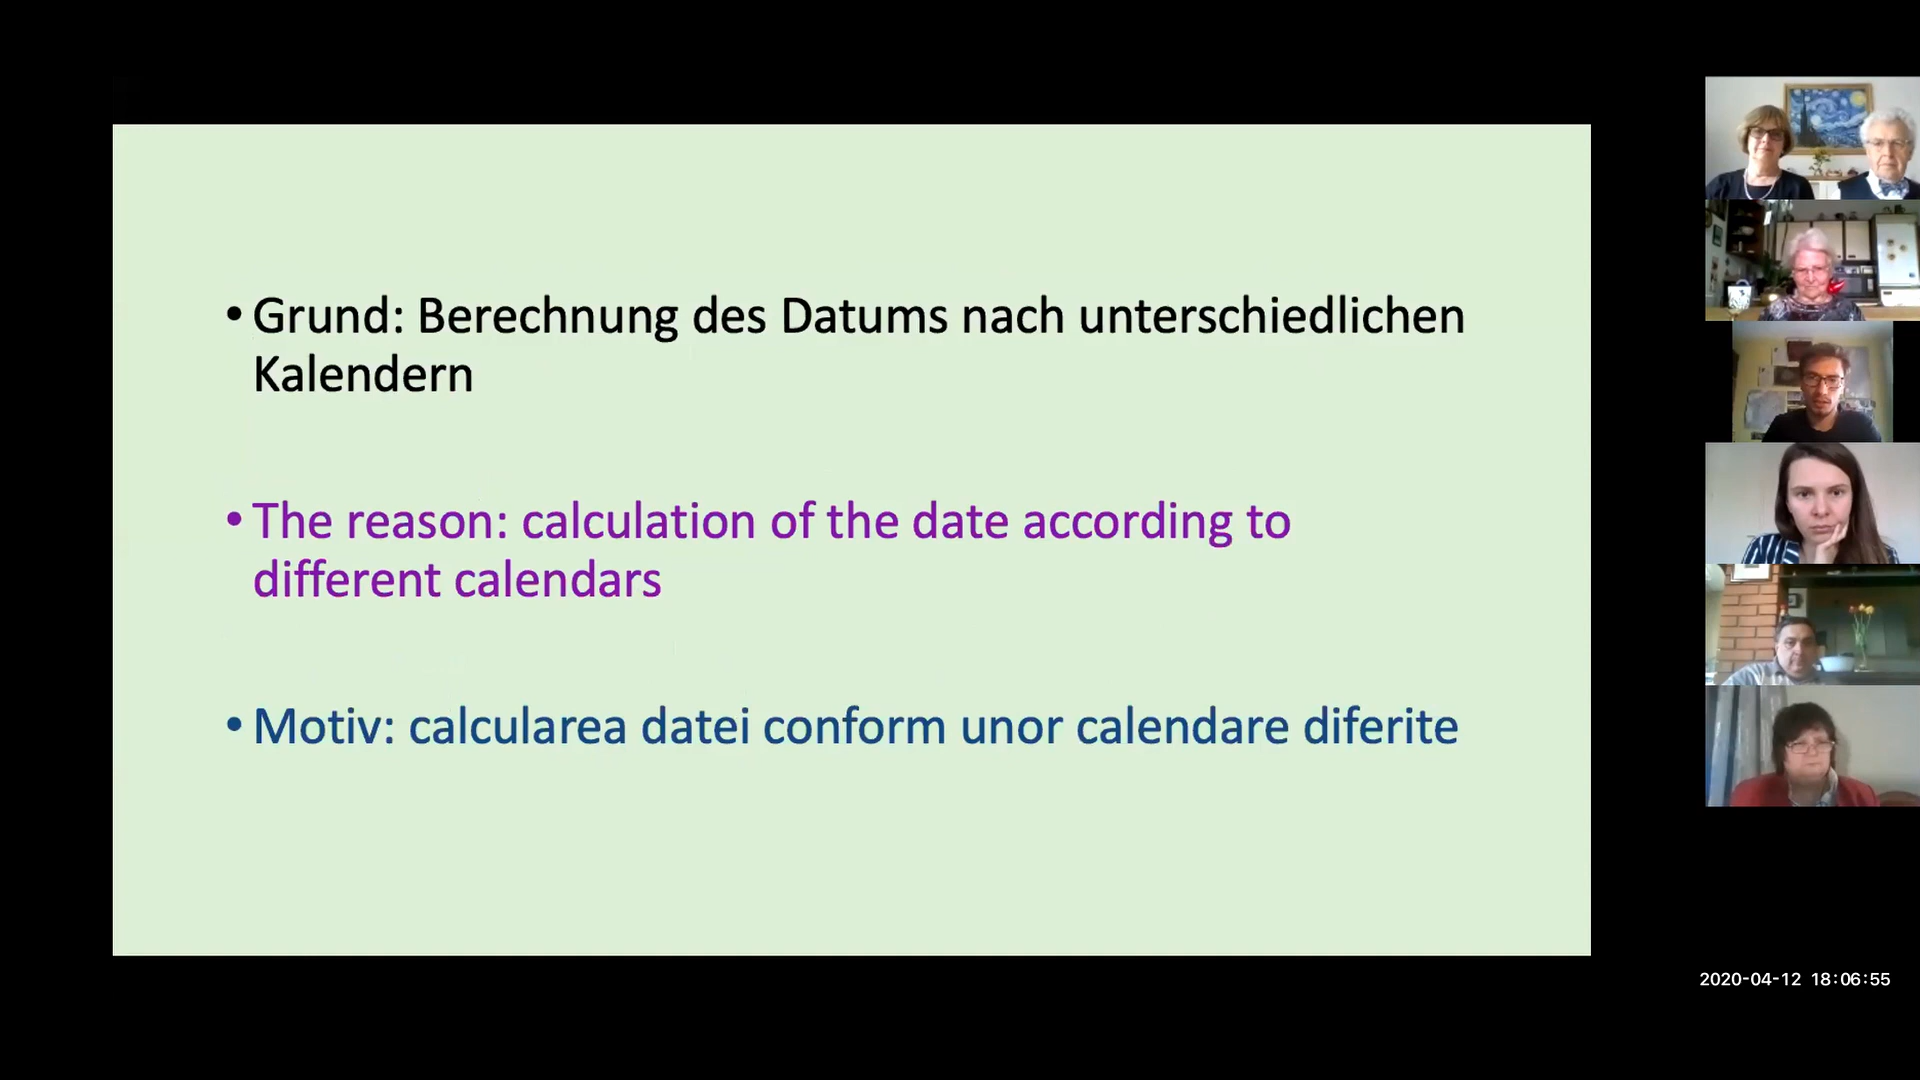 • Grund: Berechnung des Datums nach unterschiedlichen
Kalendern
• The reason: calculation of the date according to
different calendars
• Motiv: calcularea datei conform unor calendare diferite
2020-04-12 18:06:55